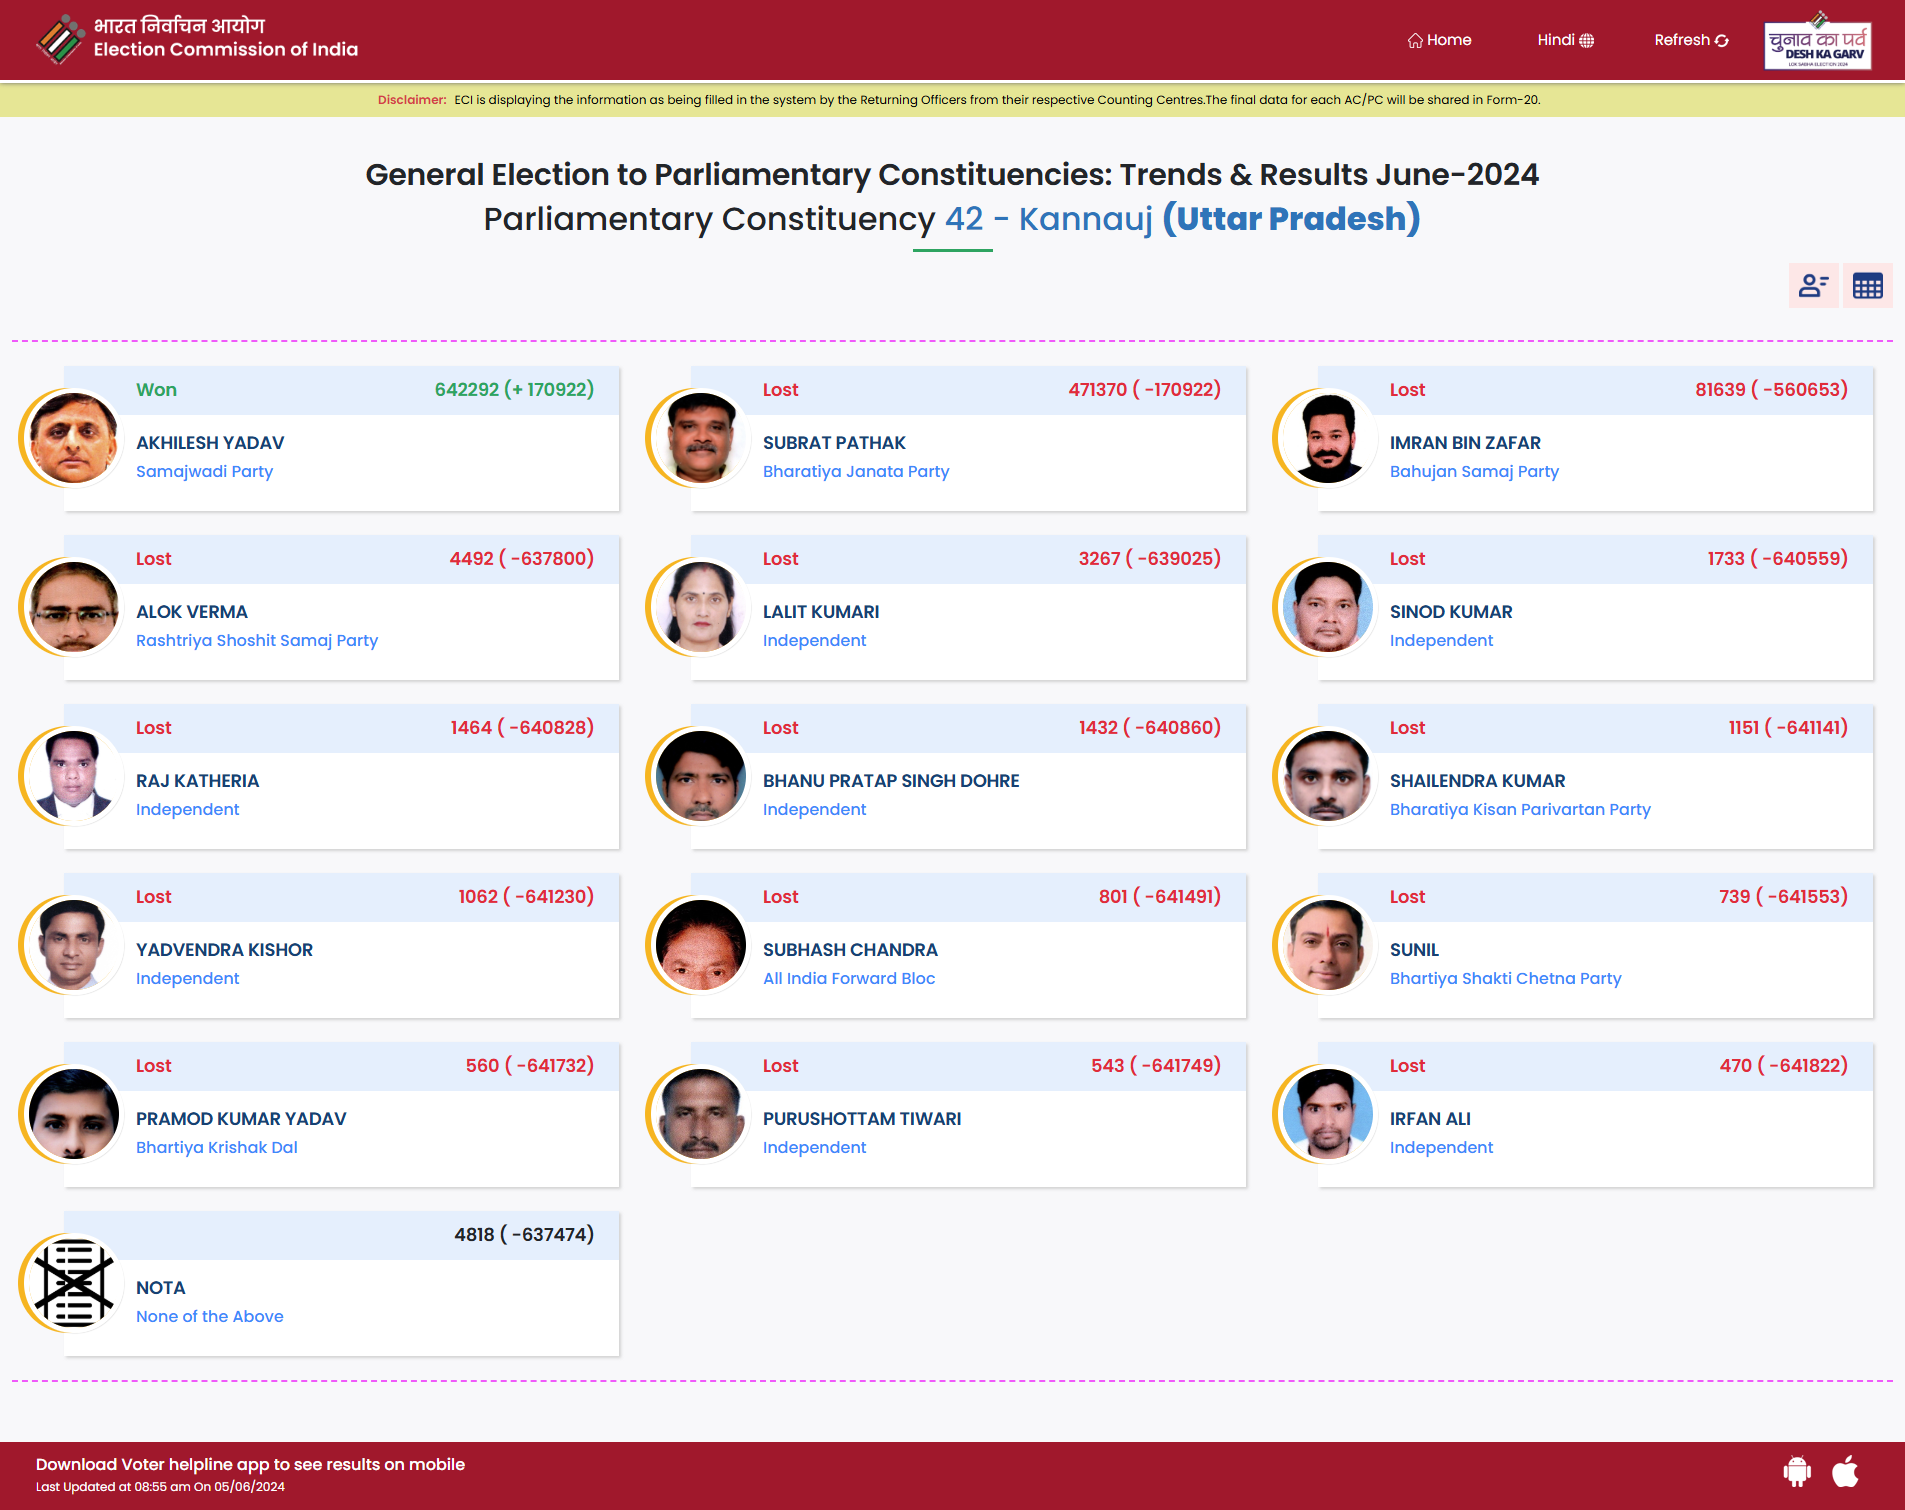 भारत निर्वाचन आयोग
Election Commission of India
Home
Hindi
Refresh
चुनाव का पर्व
DESH KA GARV
LOK SABHA ELECTION 2024
Disclaimer: ECI is displaying the information as being filled in the system by the Returning Officers from their respective Counting Centres.The final data for each AC/PC will be shared in Form-20.
General Election to Parliamentary Constituencies: Trends & Results June-2024
Parliamentary Constituency 42 - Kannauj (Uttar Pradesh)
Won
642292 (+ 170922)
AKHILESH YADAV
Samajwadi Party
Lost
471370 ( -170922)
SUBRAT PATHAK
Bharatiya Janata Party
Lost
81639 ( -560653)
IMRAN BIN ZAFAR
Bahujan Samaj Party
Lost
4492 ( -637800)
ALOK VERMA
Rashtriya Shoshit Samaj Party
Lost
3267 ( -639025)
LALIT KUMARI
Independent
Lost
1733 ( -640559)
SINOD KUMAR
Independent
Lost
1464 ( -640828)
RAJ KATHERIA
Independent
Lost
1432 ( -640860)
BHANU PRATAP SINGH DOHRE
Independent
Lost
1151 ( -641141)
SHAILENDRA KUMAR
Bharatiya Kisan Parivartan Party
Lost
1062 ( -641230)
YADVENDRA KISHOR
Independent
Lost
801 ( -641491)
SUBHASH CHANDRA
All India Forward Bloc
Lost
739 ( -641553)
SUNIL
Bhartiya Shakti Chetna Party
Lost
560 ( -641732)
PRAMOD KUMAR YADAV
Bhartiya Krishak Dal
Lost
543 ( -641749)
PURUSHOTTAM TIWARI
Independent
Lost
470 ( -641822)
IRFAN ALI
Independent
4818 ( -637474)
NOTA
None of the Above
Download Voter helpline app to see results on mobile
Last Updated at 08:55 am On 05/06/2024